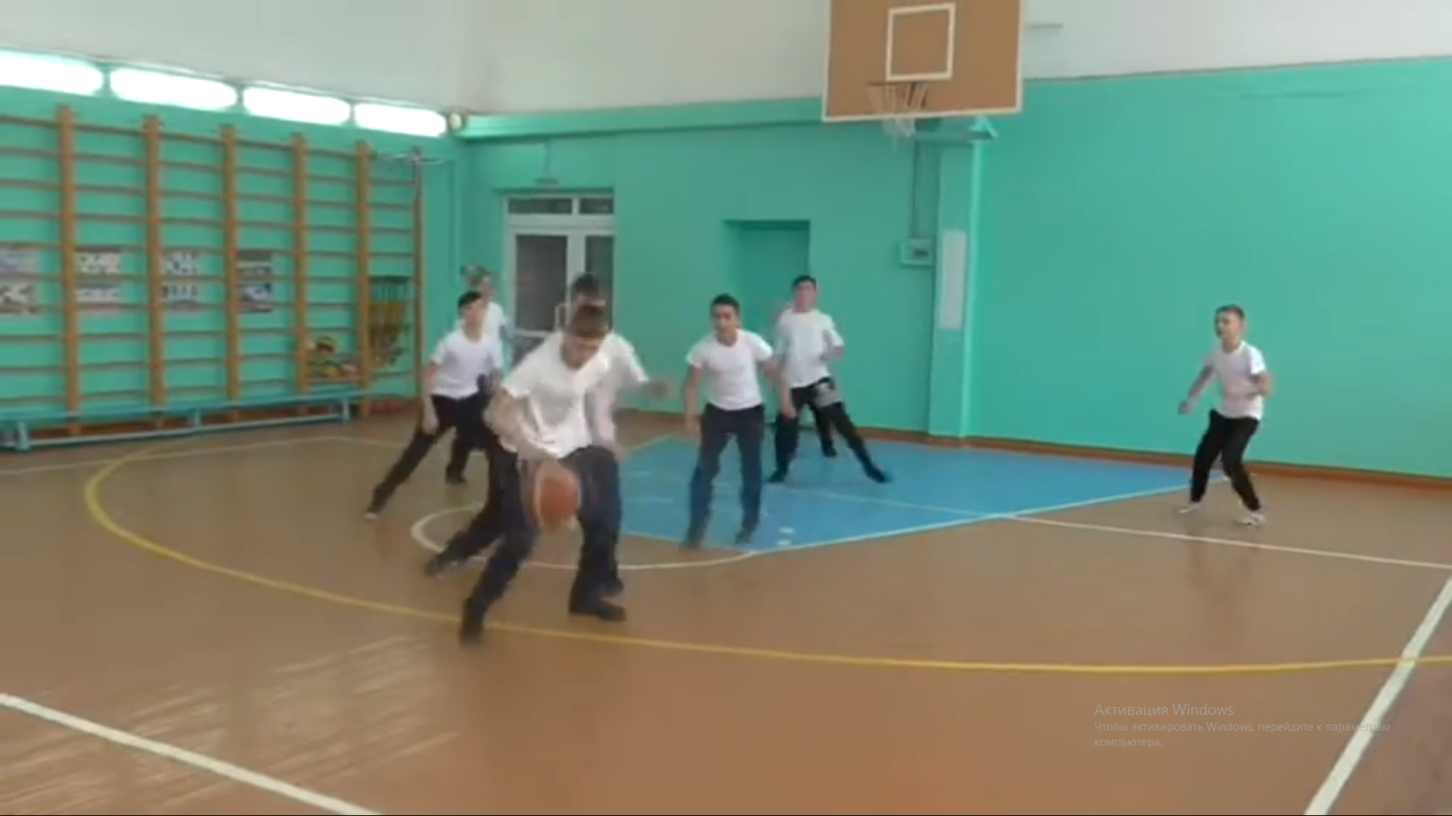 Активация Windows
Чтобы активировать Windows, перейдите к параметрам
компьютера.